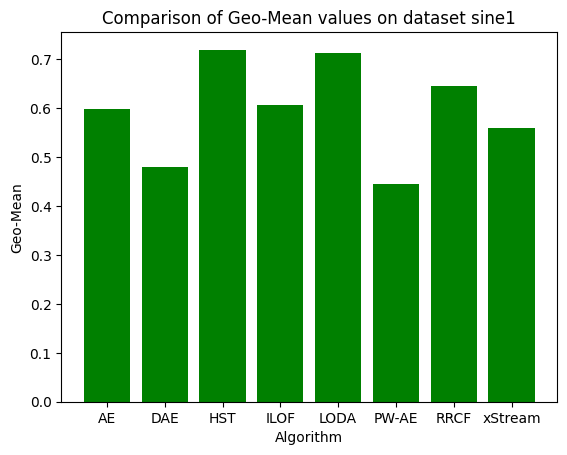 Comparison of Geo-Mean values on dataset sine1
0.7
0.6
0.5
0.4
0.3
0.2
0.1
0.0
Geo-Mean
AE DAE HST ILOF LODA PW-AE RRCF xStream
Algorithm